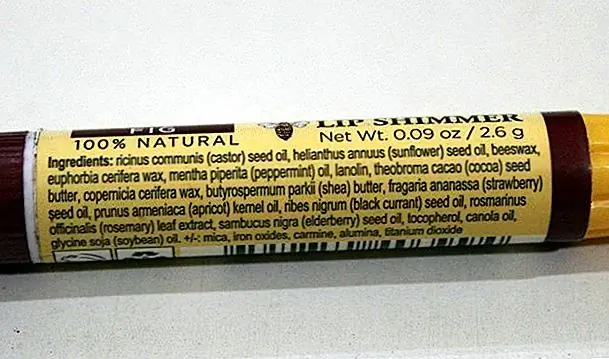 FIG
LIP SHIMMER
100% NATURAL
Net Wt. 0.09 oz / 2.6 g
Ingredients: ricinus communis (castor) seed oil, helianthus annuus (sunflower) seed oil, beeswax,
euphorbia cerifera wax, mentha piperita (peppermint) oil, lanolin, theobroma cacao (cocoa) seed
butter, copernicia cerifera wax, butyrospermum parkii (shea) butter, fragaria ananassa (strawberry)
seed oil, prunus armeniaca (apricot) kernel oil, ribes nigrum (black currant) seed oil, rosmarinus
officinalis (rosemary) leaf extract, sambucus nigra (elderberry) seed oil, tocopherol, canola oil,
glycine soja (soybean) oil. +/-: mica, iron oxides, carmine, alumina, titanium dioxide